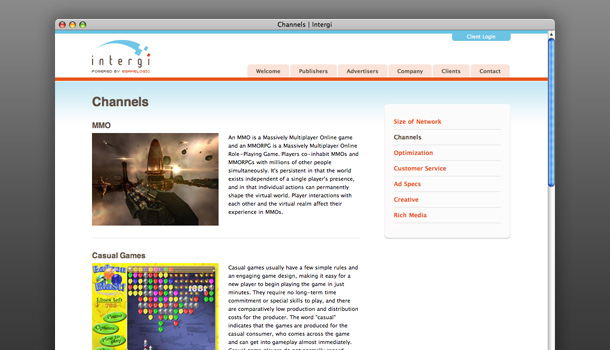 Channels | Intergi
Client Login
intergi
POWERED BY EGAMELOGIC
Welcome
Publishers
Advertisers
Company
Clients
Contact
Channels
MMO
An MMO is a Massively Multiplayer Online game
and an MMORPG is a Massively Multiplayer Online
Role-Playing Game. Players co-inhabit MMOs and
MMORPGs with millions of other people
simultaneously. It's persistent in that the world
exists independent of a single player's presence,
and in that individual actions can permanently
shape the virtual world. Player interactions with
each other and the virtual realm affect their
experience in MMOs.
Size of Network
Channels
Optimization
Customer Service
Ad Specs
Creative
Rich Media
Casual Games
Lines Left
Casual games usually have a few simple rules and
an engaging game design, making it easy for a
new player to begin playing the game in just
minutes. They require no long-term time
commitment or special skills to play, and there
are comparatively low production and distribution
costs for the producer. The word "casual"
indicates that the games are produced for the
casual consumer, who comes across the game
and can get into gameplay almost immediately.